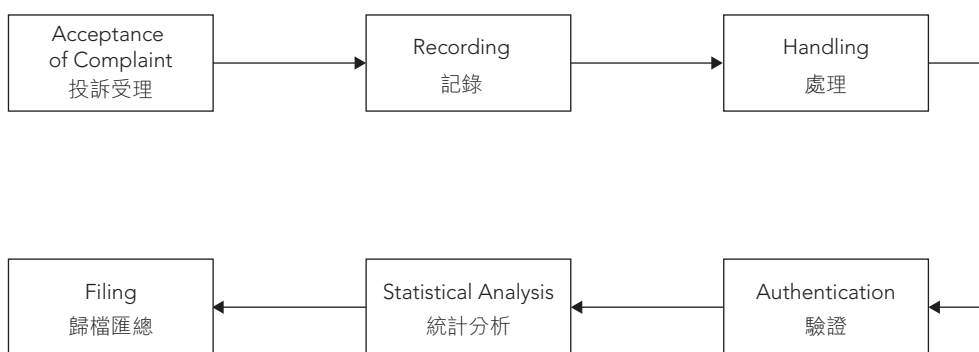 Acceptance
of Complaint
投訴受理
Recording
記錄
Handling
處理
Authentication
驗證
Statistical Analysis
統計分析
Filing
歸檔匯總